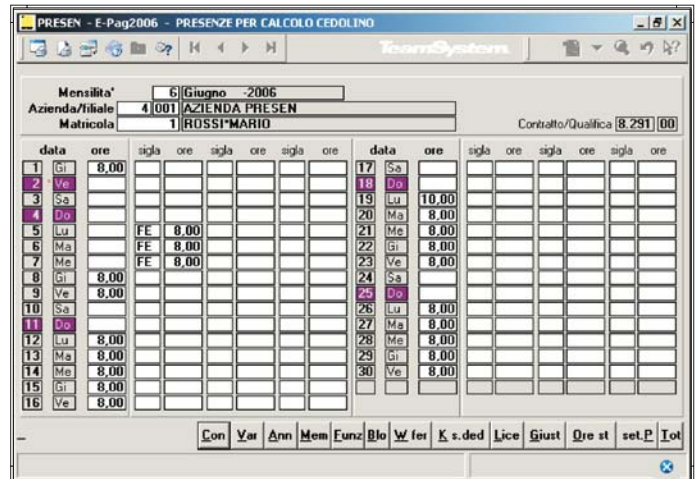 PRESEN - E-Pag2006 - PRESENZE PER CALCOLO CEDOLINO
TeamSystem
Mensilita' 6 Giugno -2006
Azienda/filiale 4 001 AZIENDA PRESEN
Matricola 1 ROSSI*MARIO Contratto/Qualifica 8.291 00
data ore sigla ore sigla ore sigla ore data ore sigla ore sigla ore sigla ore
1 Gi 8,00 17 Sa
2 * Ve 18 Do
3 Sa 19 Lu 10,00
4 Do 20 Ma 8,00
5 Lu FE 8,00 21 Me 8,00
6 Ma FE 8,00 22 Gi 8,00
7 Me FE 8,00 23 Ve 8,00
8 Gi 8,00 24 Sa
9 Ve 8,00 25 Do
10 Sa 26 Lu 8,00
11 Do 27 Ma 8,00
12 Lu 8,00 28 Me 8,00
13 Ma 8,00 29 Gi 8,00
14 Me 8,00 30 Ve 8,00
15 Gi 8,00
16 Ve 8,00
Con Var Ann Mem Funz Blo W fer K s.ded Lice Giust Ore st set.P Tot